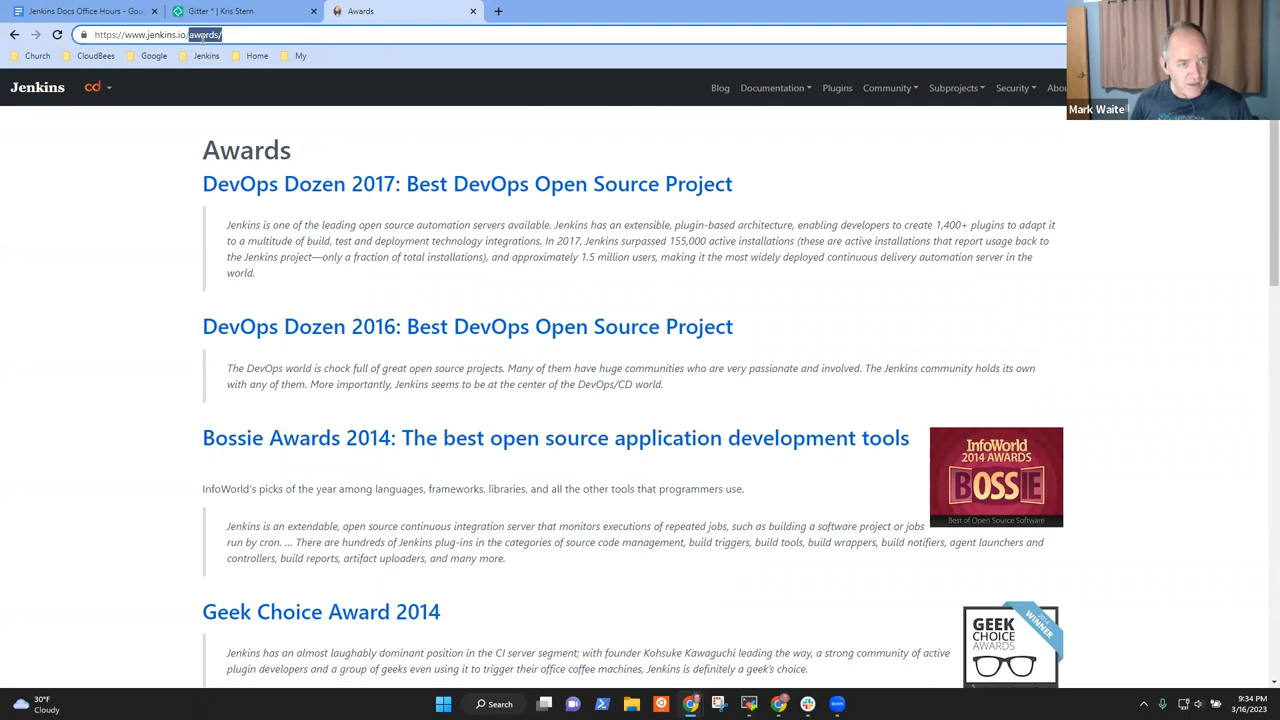 Jenkins Docs Office Hours - Goo
Gitter * | Kris Stern
Awards
https://www.jenkins.io/awards/
Church
CloudBees
Google
Jenkins
Home
My
Jenkins
cd
Blog
Documentation
Plugins
Community
Subprojects
Security
Abou
Mark Waite
Awards
DevOps Dozen 2017: Best DevOps Open Source Project
Jenkins is one of the leading open source automation servers available. Jenkins has an extensible, plugin-based architecture, enabling developers to create 1,400+ plugins to adapt it
to a multitude of build, test and deployment technology integrations. In 2017, Jenkins surpassed 155,000 active installations (these are active installations that report usage back to
the Jenkins project—only a fraction of total installations), and approximately 1.5 million users, making it the most widely deployed continuous delivery automation server in the
world.
DevOps Dozen 2016: Best DevOps Open Source Project
The DevOps world is chock full of great open source projects. Many of them have huge communities who are very passionate and involved. The Jenkins community holds its own
with any of them. More importantly, Jenkins seems to be at the center of the DevOps/CD world.
Bossie Awards 2014: The best open source application development tools
InfoWorld
2014 AWARDS
BOSSIE
Best of Open Source Software
InfoWorld's picks of the year among languages, frameworks, libraries, and all the other tools that programmers use.
Jenkins is an extendable, open source continuous integration server that monitors executions of repeated jobs, such as building a software project or jobs
run by cron. ... There are hundreds of Jenkins plug-ins in the categories of source code management, build triggers, build tools, build wrappers, build notifiers, agent launchers and
controllers, build reports, artifact uploaders, and many more.
Geek Choice Award 2014
GEEK
CHOICE
AWARDS
2014
WINNER
Jenkins has an almost laughably dominant position in the CI server segment; with founder Kohsuke Kawaguchi leading the way, a strong community of active
plugin developers and a group of geeks even using it to trigger their office coffee machines, Jenkins is definitely a geek's choice.
30°F
Cloudy
Search
9:34 PM
3/16/2023